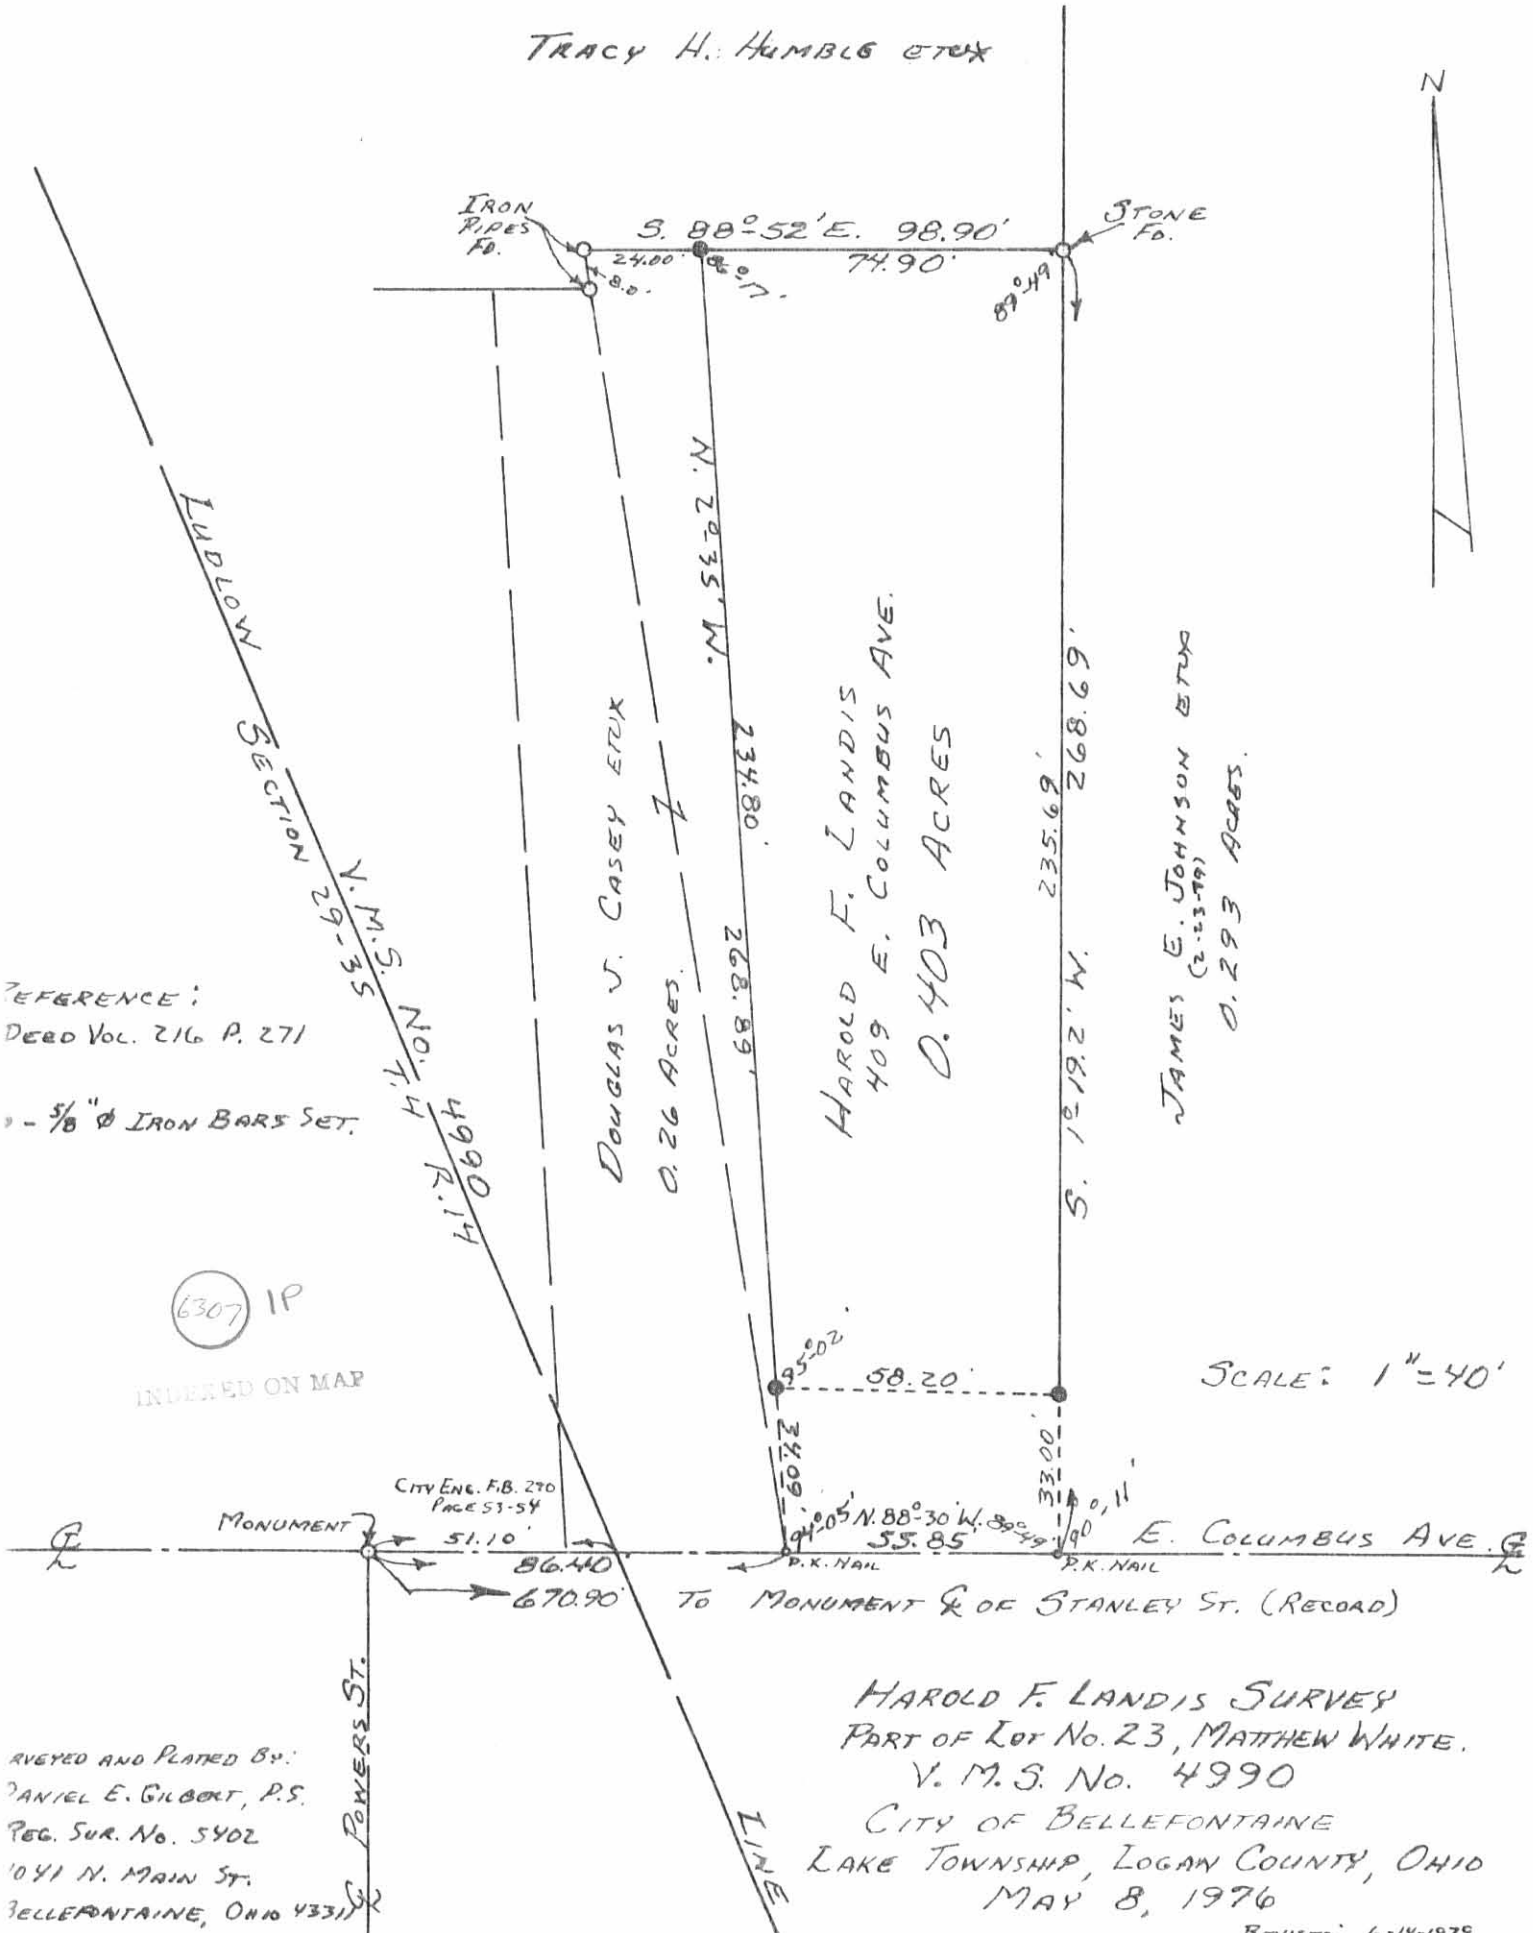 TRACY H. HUMBLE ETUX
N
IRON
PIPES
FD.
S. 88°-52' E. 98.90'
STONE
FD.
24.00'
86°-17'
74.90'
8.0'
89°-49'
N. 2°-35' W.
234.80'
268.89'
LUDLOW SECTION 29-35 T.4 R.14
V.M.S. NO. 4990
DOUGLAS V. CASEY ETUX
0.26 ACRES.
HAROLD F. LANDIS
409 E. COLUMBUS AVE.
0.403 ACRES
S. 1°-19.2' W.
235.69'
268.69'
JAMES E. JOHNSON ETUX
0.293 ACRES.
EFERENCE:
DEED VOL. 216 P. 271
- 5/8"Ø IRON BARS SET.
6307 1P
INDEXED ON MAP
95°-02'
58.20'
34.09'
33.00'
SCALE: 1"=40'
CITY ENG. F.B. 290
PAGE 53-54
MONUMENT
51.10'
86.40
94°-05'
N. 88°-30' W.
89°-49'
90°,11'
55.85'
P.K. NAIL
P.K. NAIL
E. COLUMBUS AVE. ℄
℄
670.90' TO MONUMENT ℄ OF STANLEY ST. (RECORD)
℄ POWERS ST.
LINE
HAROLD F. LANDIS SURVEY
PART OF LOT NO. 23, MATTHEW WHITE.
V. M. S. NO. 4990
CITY OF BELLEFONTAINE
LAKE TOWNSHIP, LOGAN COUNTY, OHIO
MAY 8, 1976
RVEYED AND PLATTED BY:
DANIEL E. GILBERT, P.S.
REG. SUR. NO. 5402
1041 N. MAIN ST.
BELLEFONTAINE, OHIO 43311